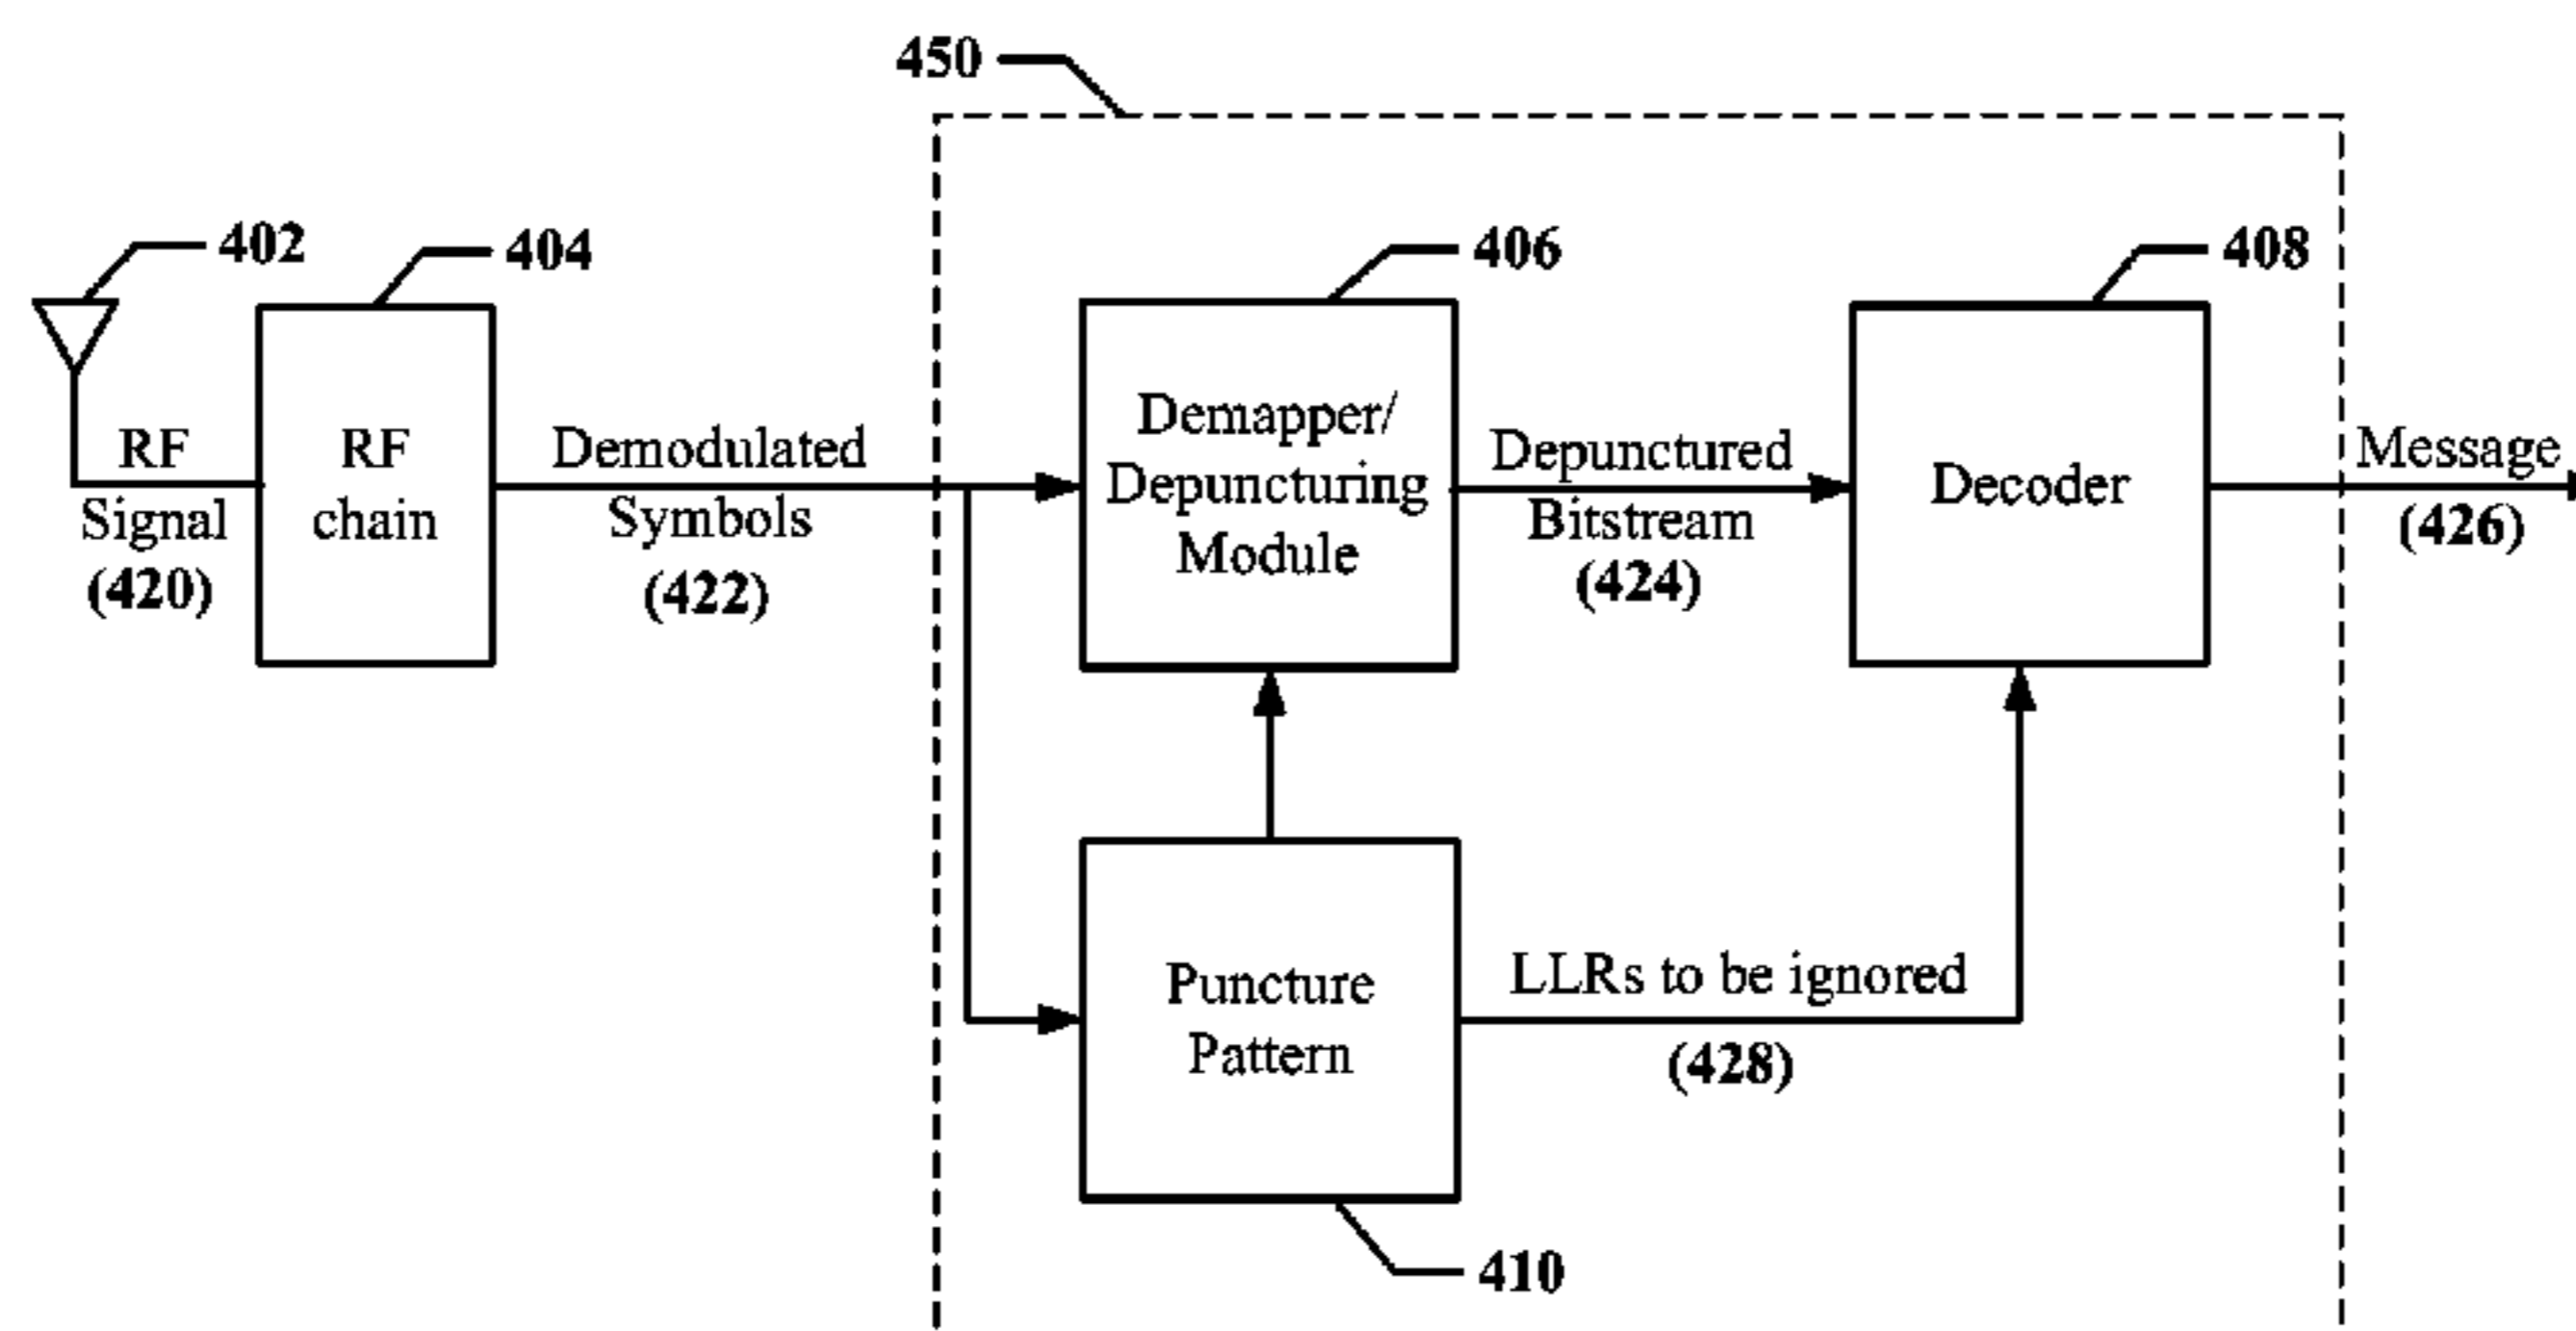 450
402
404
406
408
RF
Signal
(420)
RF
chain
Demodulated
Symbols
(422)
Demapper/
Depuncturing
Module
Depunctured
Bitstream
(424)
Decoder
Message
(426)
Puncture
Pattern
LLRs to be ignored
(428)
410